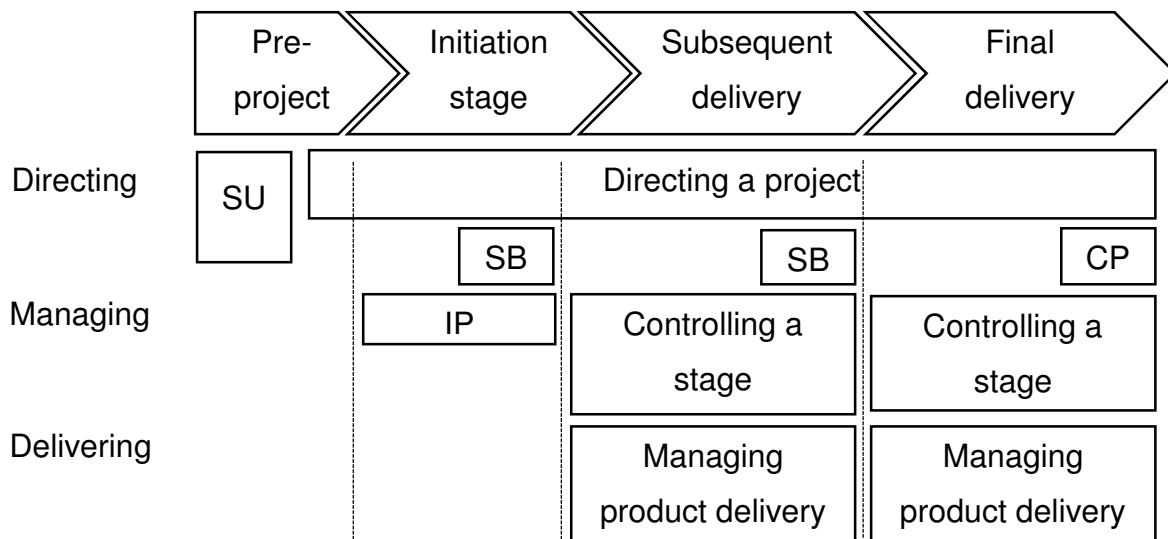 Pre-
project
Initiation
stage
Subsequent
delivery
Final
delivery
Directing
SU
Directing a project
SB
SB
CP
Managing
IP
Controlling a
stage
Controlling a
stage
Delivering
Managing
product delivery
Managing
product delivery